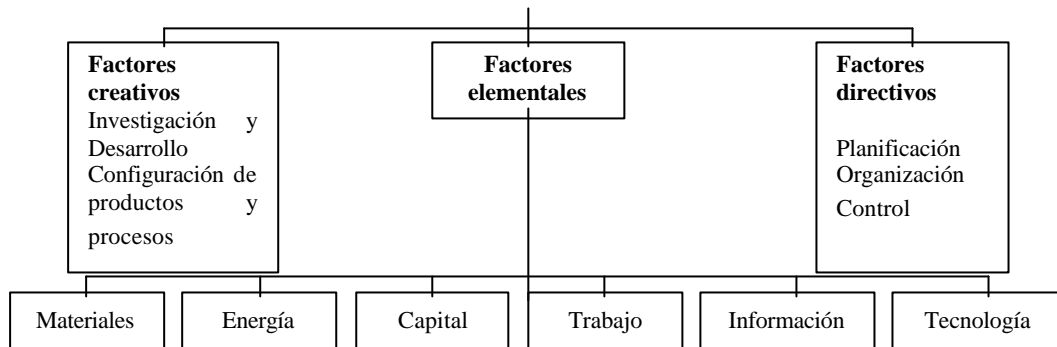 Factores
creativos
Investigación y
Desarrollo
Configuración de
productos y
procesos
Factores
elementales
Factores
directivos
Planificación
Organización
Control
Materiales
Energía
Capital
Trabajo
Información
Tecnología